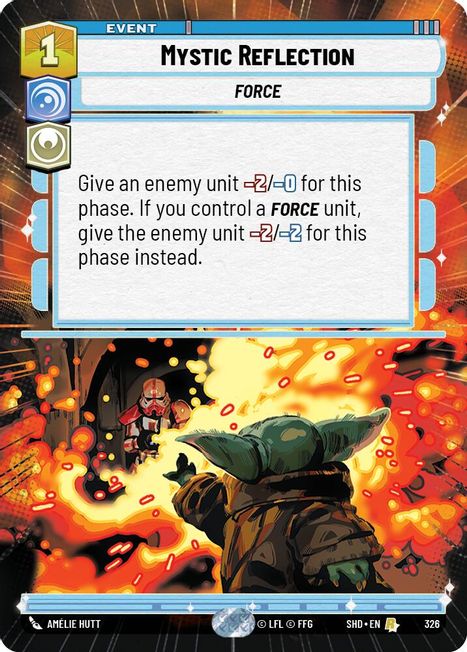 EVENT
1
MYSTIC REFLECTION
FORCE
Give an enemy unit -2/-0 for this
phase. If you control a FORCE unit,
give the enemy unit -2/-2 for this
phase instead.
AMÉLIE HUTT
© LFL © FFG
SHD • EN
R
326